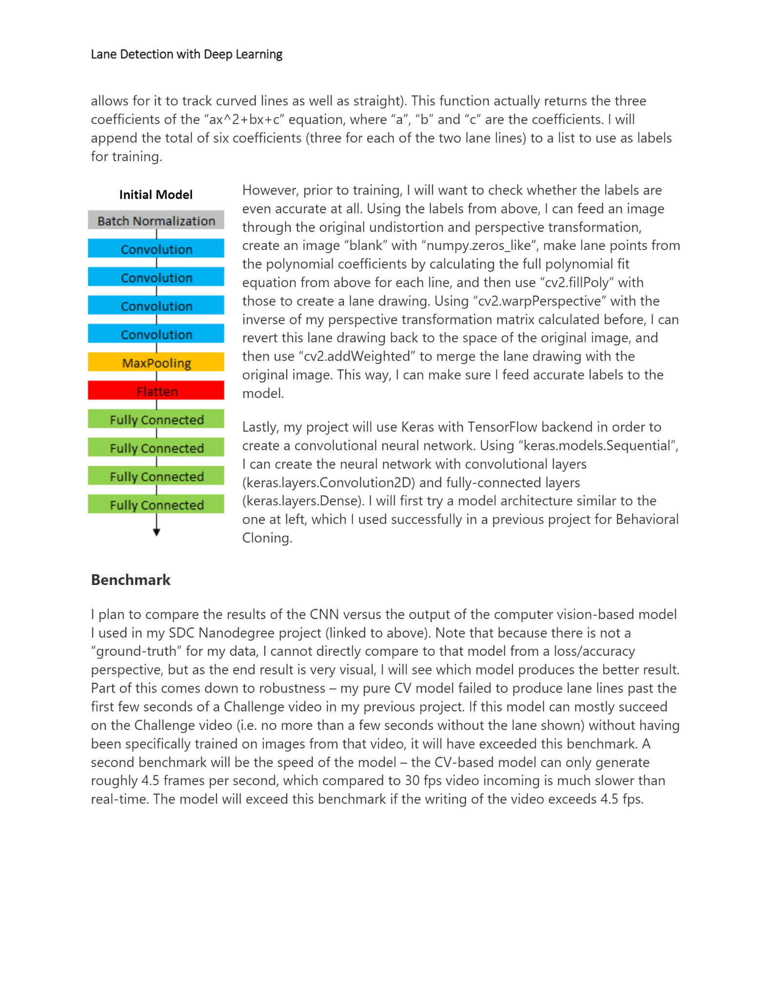 Lane Detection with Deep Learning
allows for it to track curved lines as well as straight). This function actually returns the three
coefficients of the “ax^2+bx+c” equation, where “a”, “b” and “c” are the coefficients. I will
append the total of six coefficients (three for each of the two lane lines) to a list to use as labels
for training.
Initial Model
Batch Normalization
Convolution
Convolution
Convolution
Convolution
MaxPooling
Flatten
Fully Connected
Fully Connected
Fully Connected
Fully Connected
However, prior to training, I will want to check whether the labels are
even accurate at all. Using the labels from above, I can feed an image
through the original undistortion and perspective transformation,
create an image “blank” with “numpy.zeros_like”, make lane points from
the polynomial coefficients by calculating the full polynomial fit
equation from above for each line, and then use “cv2.fillPoly” with
those to create a lane drawing. Using “cv2.warpPerspective” with the
inverse of my perspective transformation matrix calculated before, I can
revert this lane drawing back to the space of the original image, and
then use “cv2.addWeighted” to merge the lane drawing with the
original image. This way, I can make sure I feed accurate labels to the
model.
Lastly, my project will use Keras with TensorFlow backend in order to
create a convolutional neural network. Using “keras.models.Sequential”,
I can create the neural network with convolutional layers
(keras.layers.Convolution2D) and fully-connected layers
(keras.layers.Dense). I will first try a model architecture similar to the
one at left, which I used successfully in a previous project for Behavioral
Cloning.
Benchmark
I plan to compare the results of the CNN versus the output of the computer vision-based model
I used in my SDC Nanodegree project (linked to above). Note that because there is not a
“ground-truth” for my data, I cannot directly compare to that model from a loss/accuracy
perspective, but as the end result is very visual, I will see which model produces the better result.
Part of this comes down to robustness – my pure CV model failed to produce lane lines past the
first few seconds of a Challenge video in my previous project. If this model can mostly succeed
on the Challenge video (i.e. no more than a few seconds without the lane shown) without having
been specifically trained on images from that video, it will have exceeded this benchmark. A
second benchmark will be the speed of the model – the CV-based model can only generate
roughly 4.5 frames per second, which compared to 30 fps video incoming is much slower than
real-time. The model will exceed this benchmark if the writing of the video exceeds 4.5 fps.